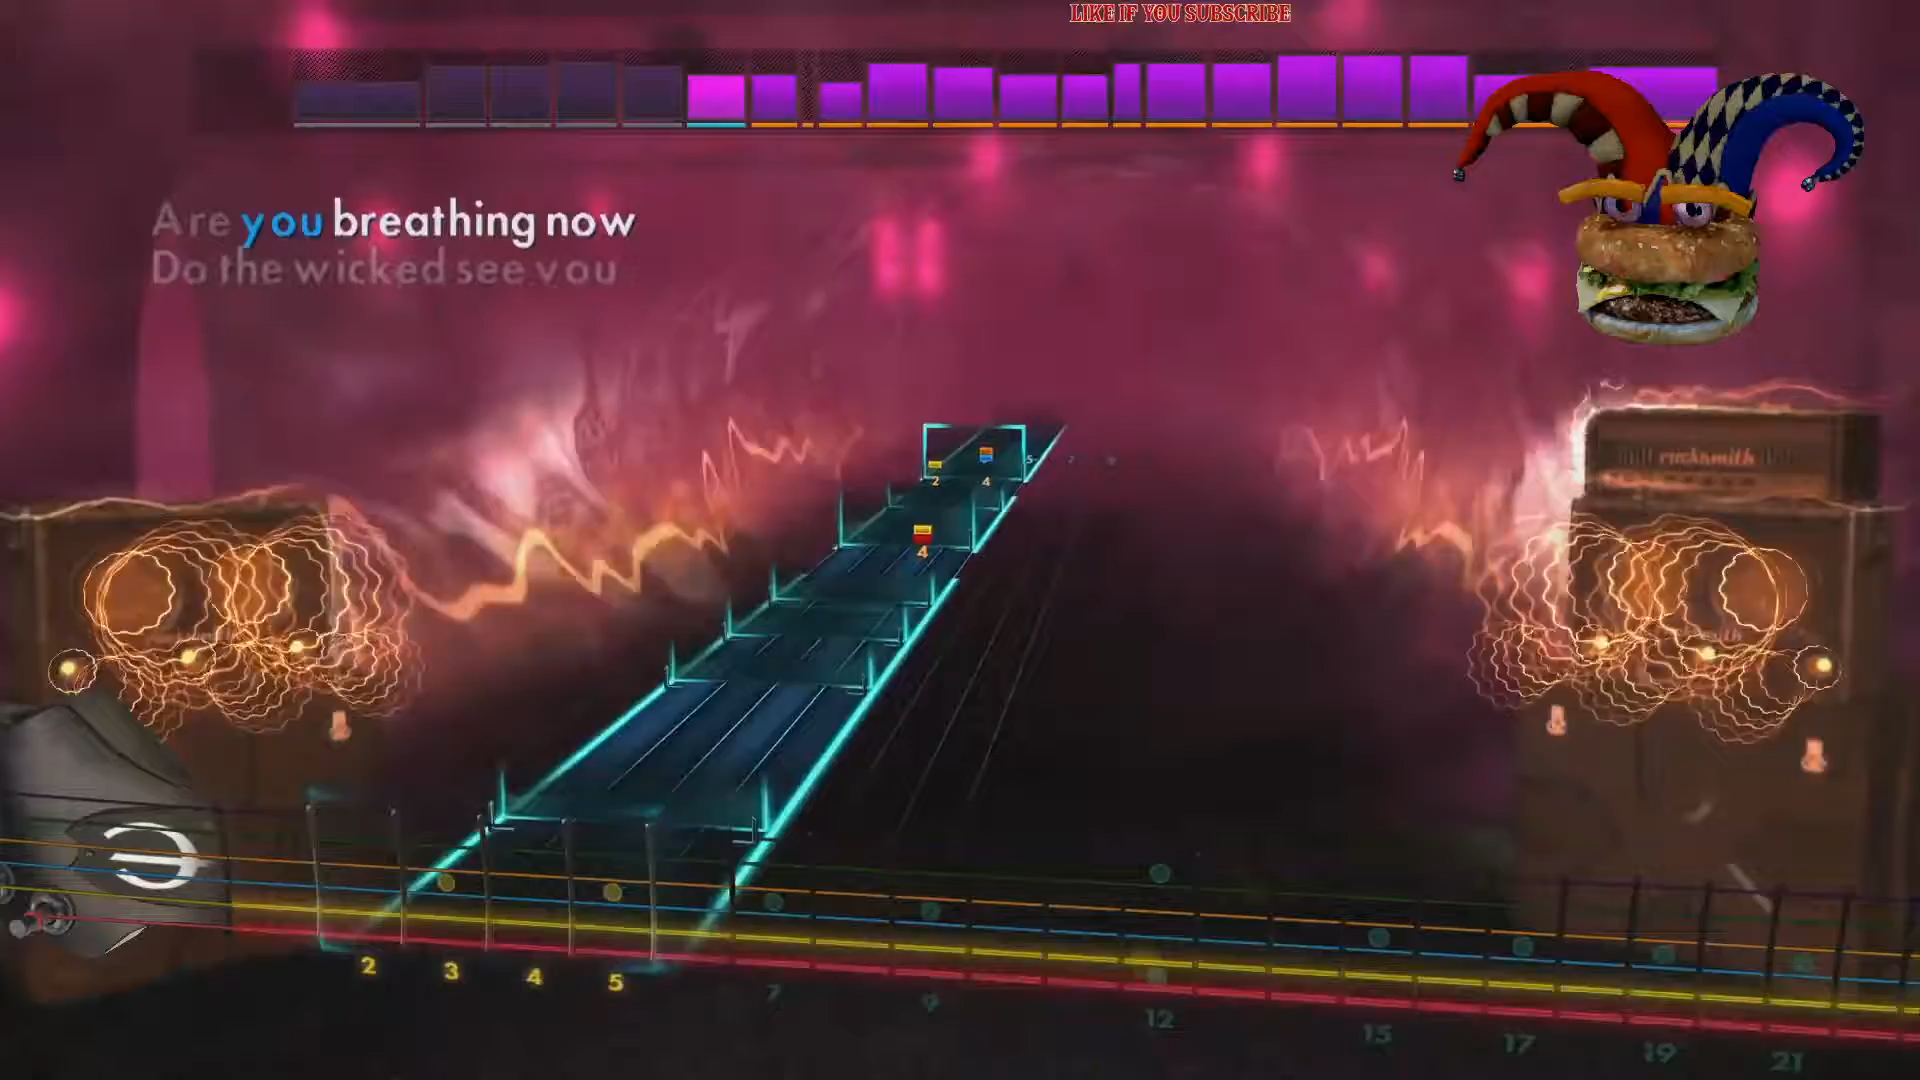 LIKE IF YOU SUBSCRIBE
Are you breathing now
Do the wicked see you
rocksmith
2 4
4
2 3 4 5 7 9 12 15 17 19 21